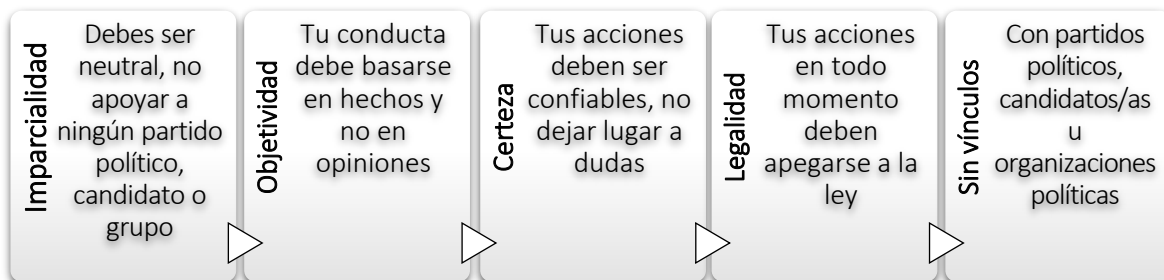 Imparcialidad
Debes ser
neutral, no
apoyar a
ningún partido
político,
candidato o
grupo
Objetividad
Tu conducta
debe basarse
en hechos y
no en
opiniones
Certeza
Tus acciones
deben ser
confiables, no
dejar lugar a
dudas
Legalidad
Tus acciones
en todo
momento
deben
apegarse a la
ley
Sin vínculos
Con partidos
políticos,
candidatos/as
u
organizaciones
políticas